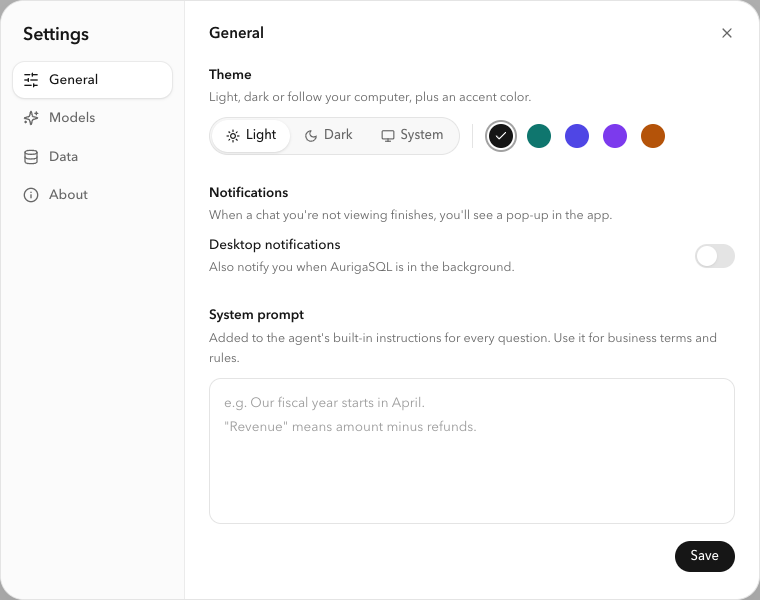 Settings
General
Models
Data
About
General
Theme
Light, dark or follow your computer, plus an accent color.
Light Dark System
Notifications
When a chat you're not viewing finishes, you'll see a pop-up in the app.
Desktop notifications
Also notify you when AurigaSQL is in the background.
System prompt
Added to the agent's built-in instructions for every question. Use it for business terms and
rules.
e.g. Our fiscal year starts in April.
"Revenue" means amount minus refunds.
Save